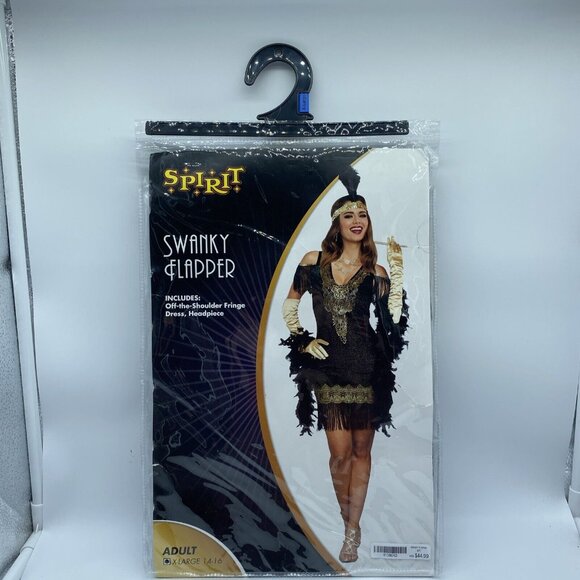 SPIRIT
SWANKY
FLAPPER
INCLUDES:
Off-the-Shoulder Fringe
Dress, Headpiece
ADULT
X LARGE 14-16
$44.99